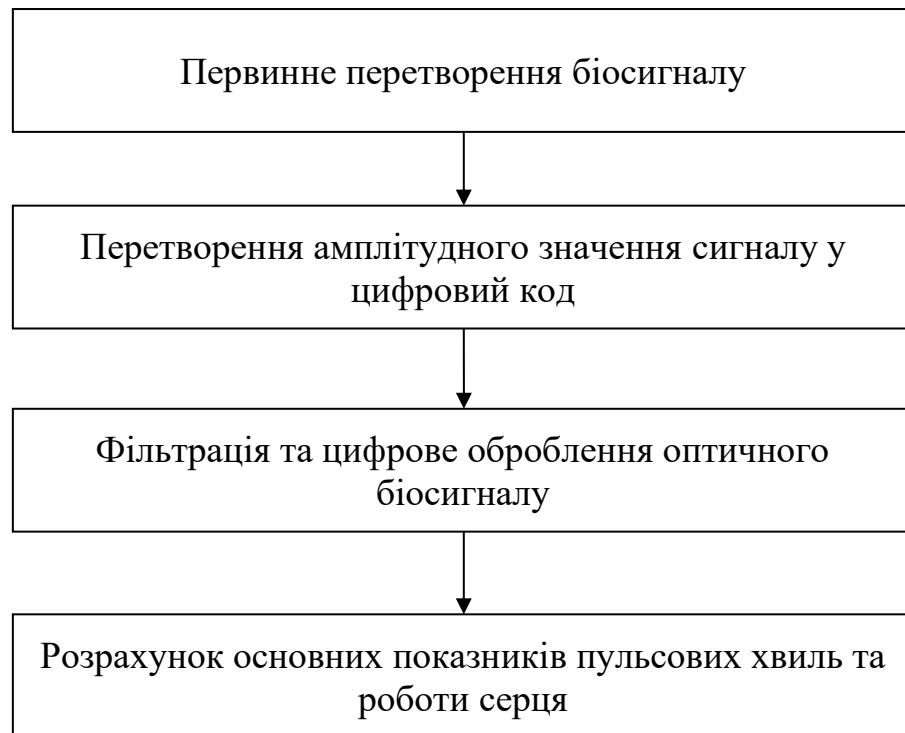 Первинне перетворення біосигналу
Перетворення амплітудного значення сигналу у
цифровий код
Фільтрація та цифрове оброблення оптичного
біосигналу
Розрахунок основних показників пульсових хвиль та
роботи серця